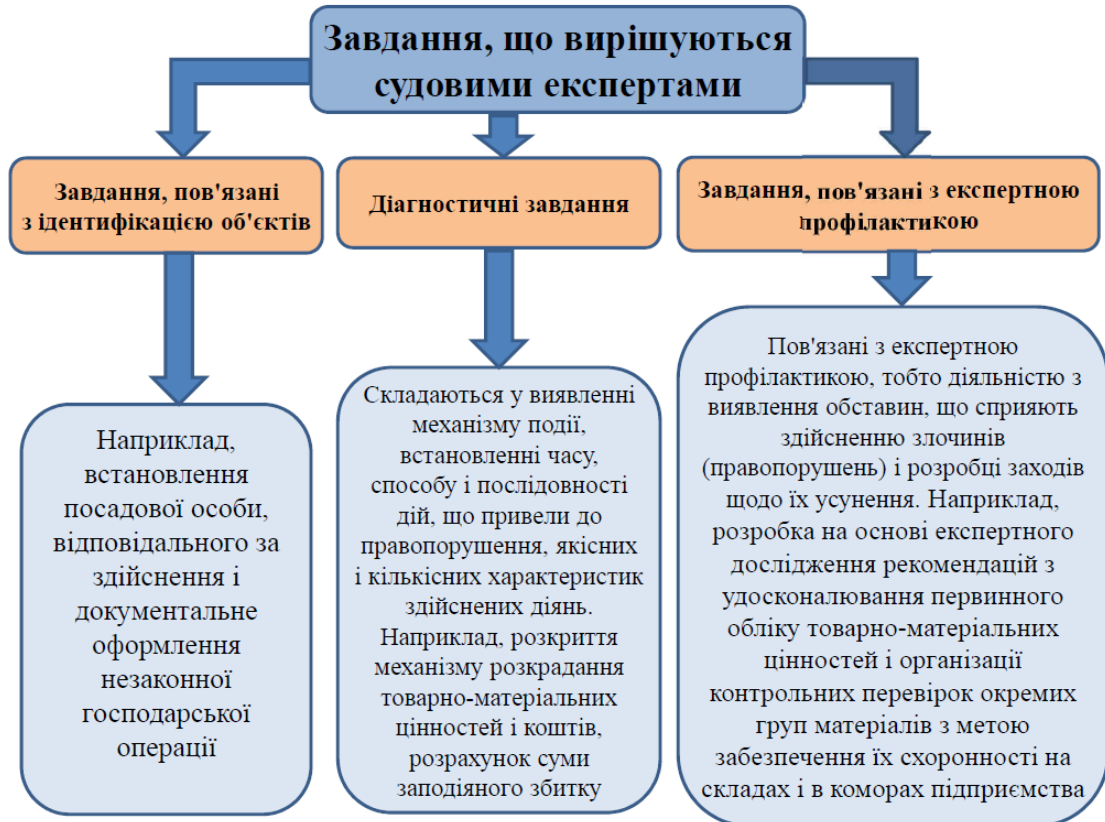 Завдання, що вирішуються
судовими експертами
Завдання, пов'язані
з ідентифікацією об'єктів
Наприклад,
встановлення
посадової особи,
відповідального за
здійснення і
документальне
оформлення
незаконної
господарської
операції
Діагностичні завдання
Складаються у виявленні
механізму події,
встановленні часу,
способу і послідовності
дій, що привели до
правопорушення, якісних
і кількісних характеристик
здійснених діянь.
Наприклад, розкриття
механізму розкрадання
товарно-матеріальних
цінностей і коштів,
розрахунок суми
заподіяного збитку
Завдання, пов'язані з експертною
профілактикою
Пов'язані з експертною
профілактикою, тобто діяльністю з
виявлення обставин, що сприяють
здійсненню злочинів
(правопорушень) і розробці заходів
щодо їх усунення. Наприклад,
розробка на основі експертного
дослідження рекомендацій з
удосконалювання первинного
обліку товарно-матеріальних
цінностей і організації
контрольних перевірок окремих
груп матеріалів з метою
забезпечення їх схоронності на
складах і в коморах підприємства